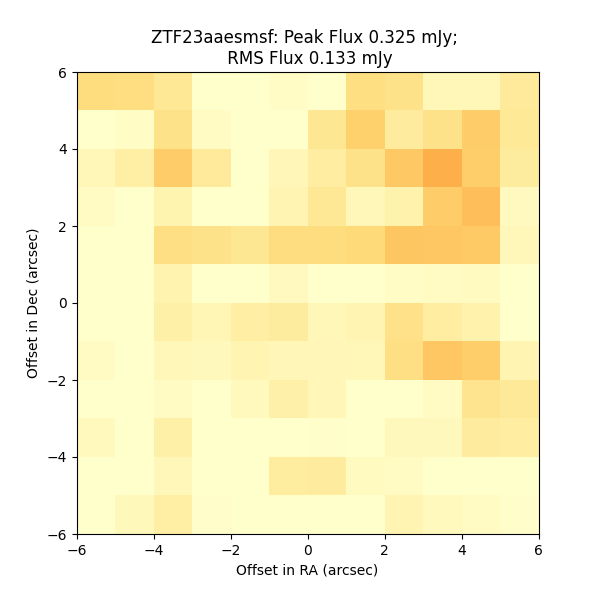 ZTF23aaesmsf: Peak Flux 0.325 mJy;
RMS Flux 0.133 mJy
6
4
2
0
−2
−4
−6
Offset in Dec (arcsec)
−6 −4 −2 0 2 4 6
Offset in RA (arcsec)